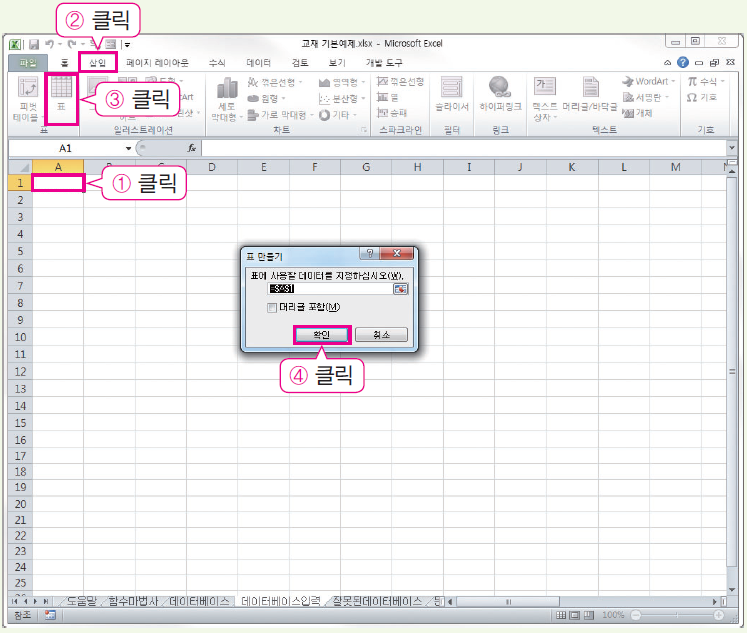 ② 클릭
교재 기본예제.xlsx - Microsoft Excel
파일 홈 삽입 페이지 레이아웃 수식 데이터 검토 보기 개발 도구
③ 클릭
피벗
테이블
표
세로
막대형
꺾은선형
원형
가로 막대형
영역형
분산형
기타
꺾은선형
열
승패
슬라이서
하이퍼링크
텍스트
상자
머리글/바닥글
WordArt
서명란
개체
수식
기호
표 일러스트레이션 차트 스파크라인 필터 링크 텍스트 기호
A1 fx
A D E F G H I J K L M
1
① 클릭
2
3
4
5
6
7
8
9
10
11
12
13
14
15
16
17
18
19
20
21
22
23
24
25
표 만들기
표에 사용할 데이터를 지정하십시오(W).
=$A$1
머리글 포함(M)
확인 취소
④ 클릭
도움말 함수마법사 데이터베이스 데이터베이스입력 잘못된데이터베이스
참조 100%